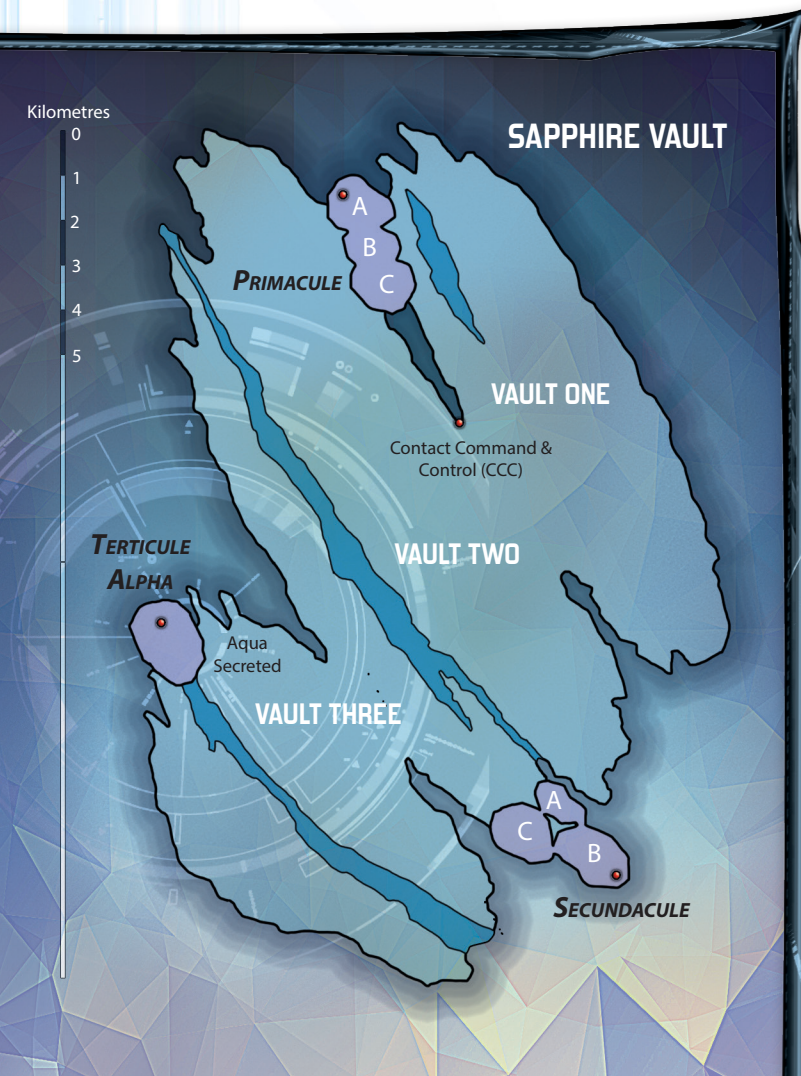 Kilometres
0
1
2
3
4
5
SAPPHIRE VAULT
A
B
C
PRIMACULE
VAULT ONE
Contact Command &
Control (CCC)
VAULT TWO
TERTICULE
ALPHA
Aqua
Secreted
VAULT THREE
A
C
B
SECUNDACULE